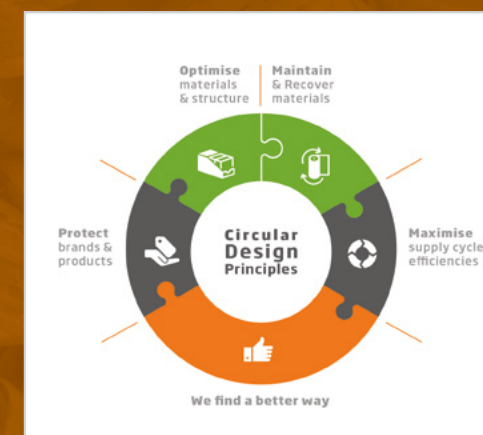 Optimise
materials
& structure
Maintain
& Recover
materials
Protect
brands &
products
Circular
Design
Principles
Maximise
supply cycle
efficiencies
We find a better way